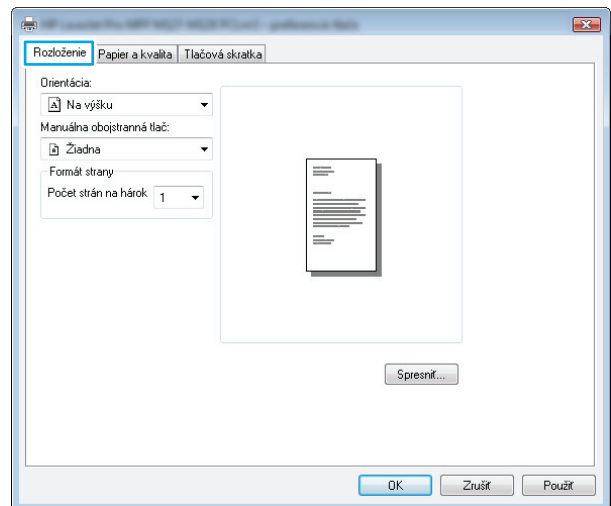 Rozloženie Papier a kvalita Tlačová skratka
Orientácia:
Na výšku
Manuálna obojstranná tlač:
Žiadna
Formát strany
Počet strán na hárok 1
Spresniť...
OK Zrušiť Použiť